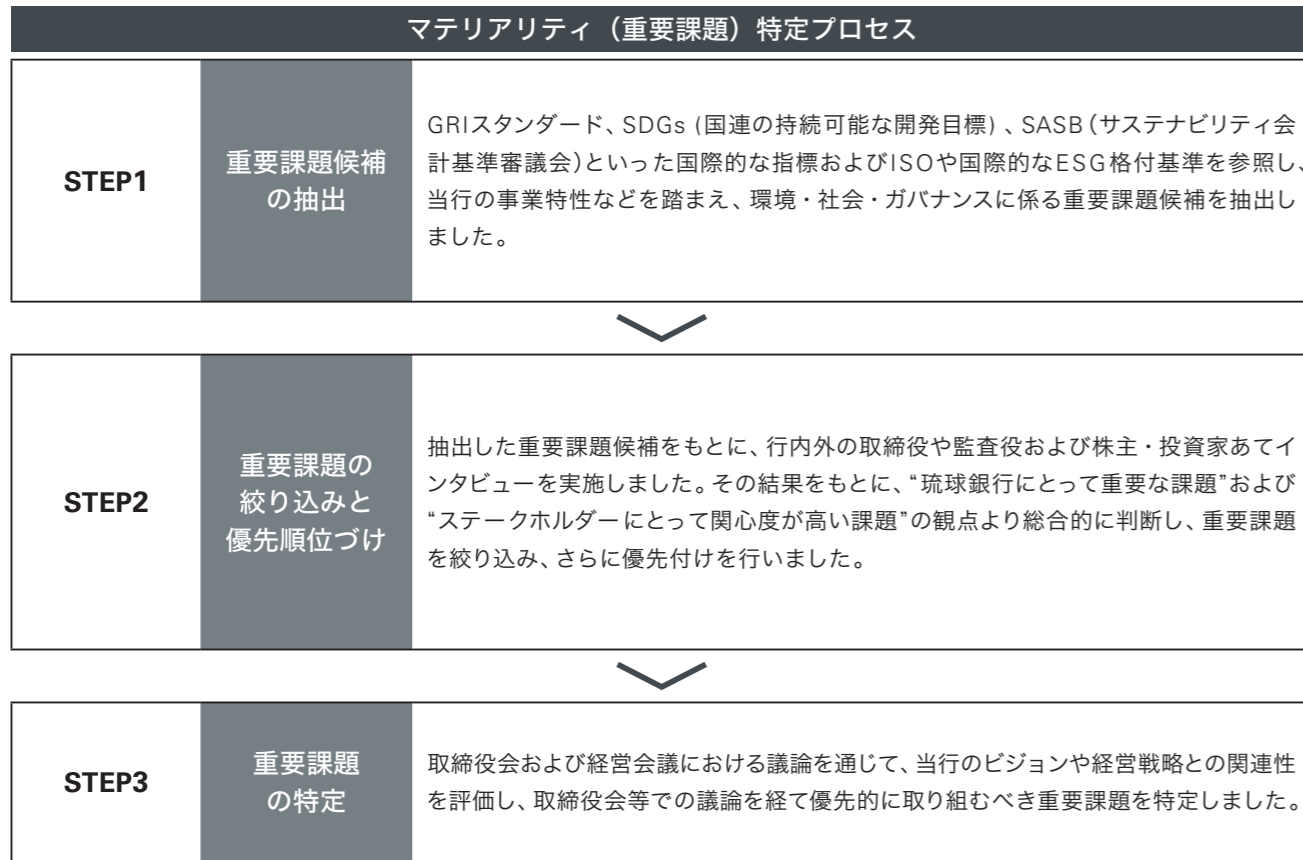 マテリアリティ（重要課題）特定プロセス
STEP1
重要課題候補
の抽出
GRIスタンダード、SDGs (国連の持続可能な開発目標) 、SASB（サステナビリティ会
計基準審議会）といった国際的な指標およびISOや国際的なESG格付基準を参照し、
当行の事業特性などを踏まえ、環境・社会・ガバナンスに係る重要課題候補を抽出し
ました。
STEP2
重要課題の
絞り込みと
優先順位づけ
抽出した重要課題候補をもとに、行内外の取締役や監査役および株主・投資家あてイ
ンタビューを実施しました。その結果をもとに、“琉球銀行にとって重要な課題”および
“ステークホルダーにとって関心度が高い課題”の観点より総合的に判断し、重要課題
を絞り込み、さらに優先付けを行いました。
STEP3
重要課題
の特定
取締役会および経営会議における議論を通じて、当行のビジョンや経営戦略との関連性
を評価し、取締役会等での議論を経て優先的に取り組むべき重要課題を特定しました。